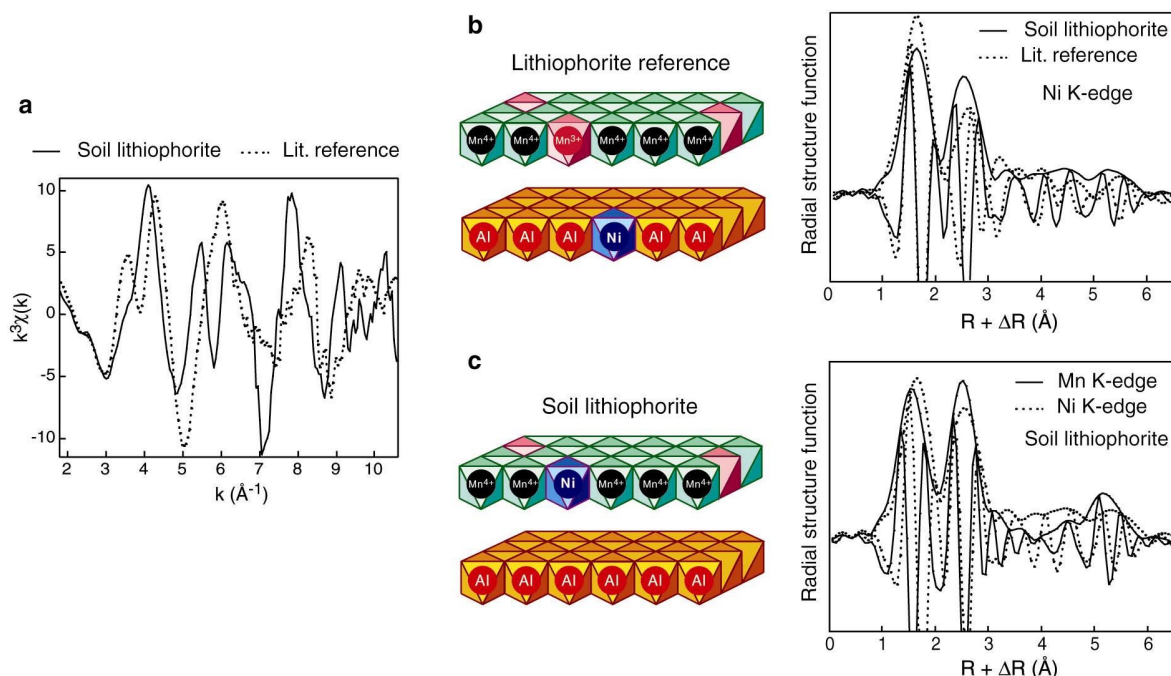 a
— Soil lithiophorite ······ Lit. reference
k³χ(k)
10
5
0
-5
-10
2 3 4 5 6 7 8 9 10
k (Å⁻¹)
b
Lithiophorite reference
Mn⁴⁺ Mn⁴⁺ Mn³⁺ Mn⁴⁺ Mn⁴⁺ Mn⁴⁺
Al Al Al Ni Al Al
Radial structure function
Soil lithiophorite
Lit. reference
Ni K-edge
0 1 2 3 4 5 6
R + ΔR (Å)
c
Soil lithiophorite
Mn⁴⁺ Mn⁴⁺ Ni Mn⁴⁺ Mn⁴⁺ Mn⁴⁺
Al Al Al Al Al Al
Radial structure function
Mn K-edge
Ni K-edge
Soil lithiophorite
0 1 2 3 4 5 6
R + ΔR (Å)